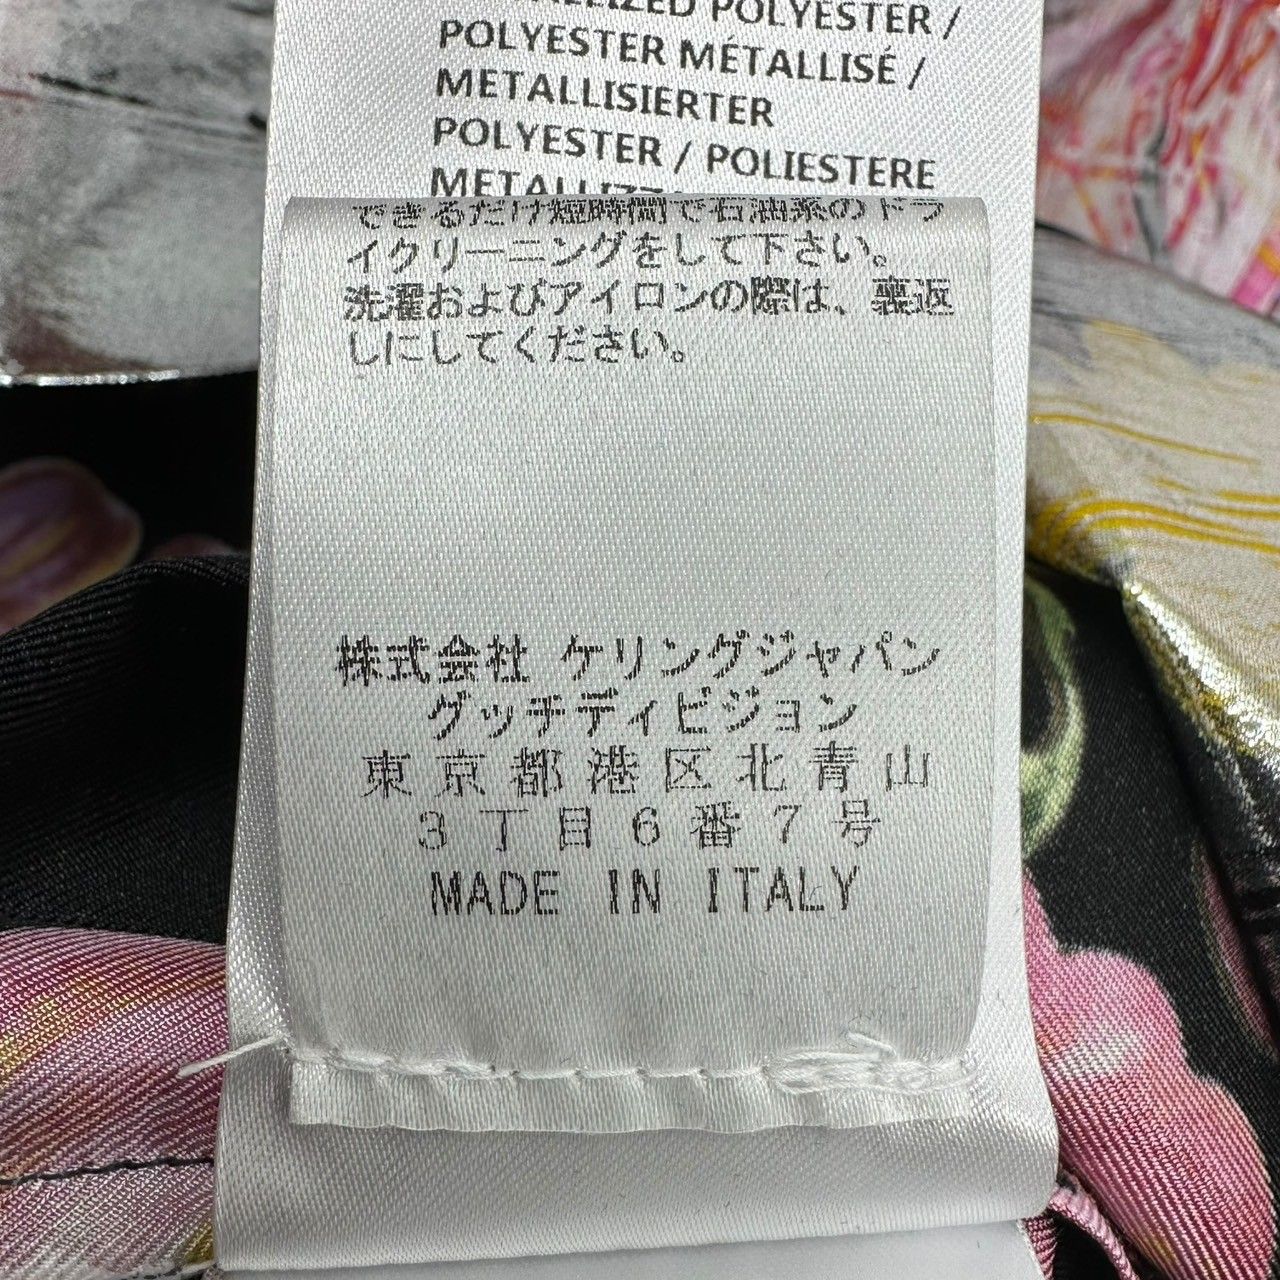 POLYESTER /
POLYESTER MÉTALLISÉ /
METALLISIERTER
POLYESTER / POLIESTERE
できるだけ短時間で石油系のドラ
イクリーニングをして下さい。
洗濯およびアイロンの際は、裏返
しにしてください。
株式会社 ケリングジャパン
グッチディビジョン
東京都港区北青山
3丁目6番7号
MADE IN ITALY